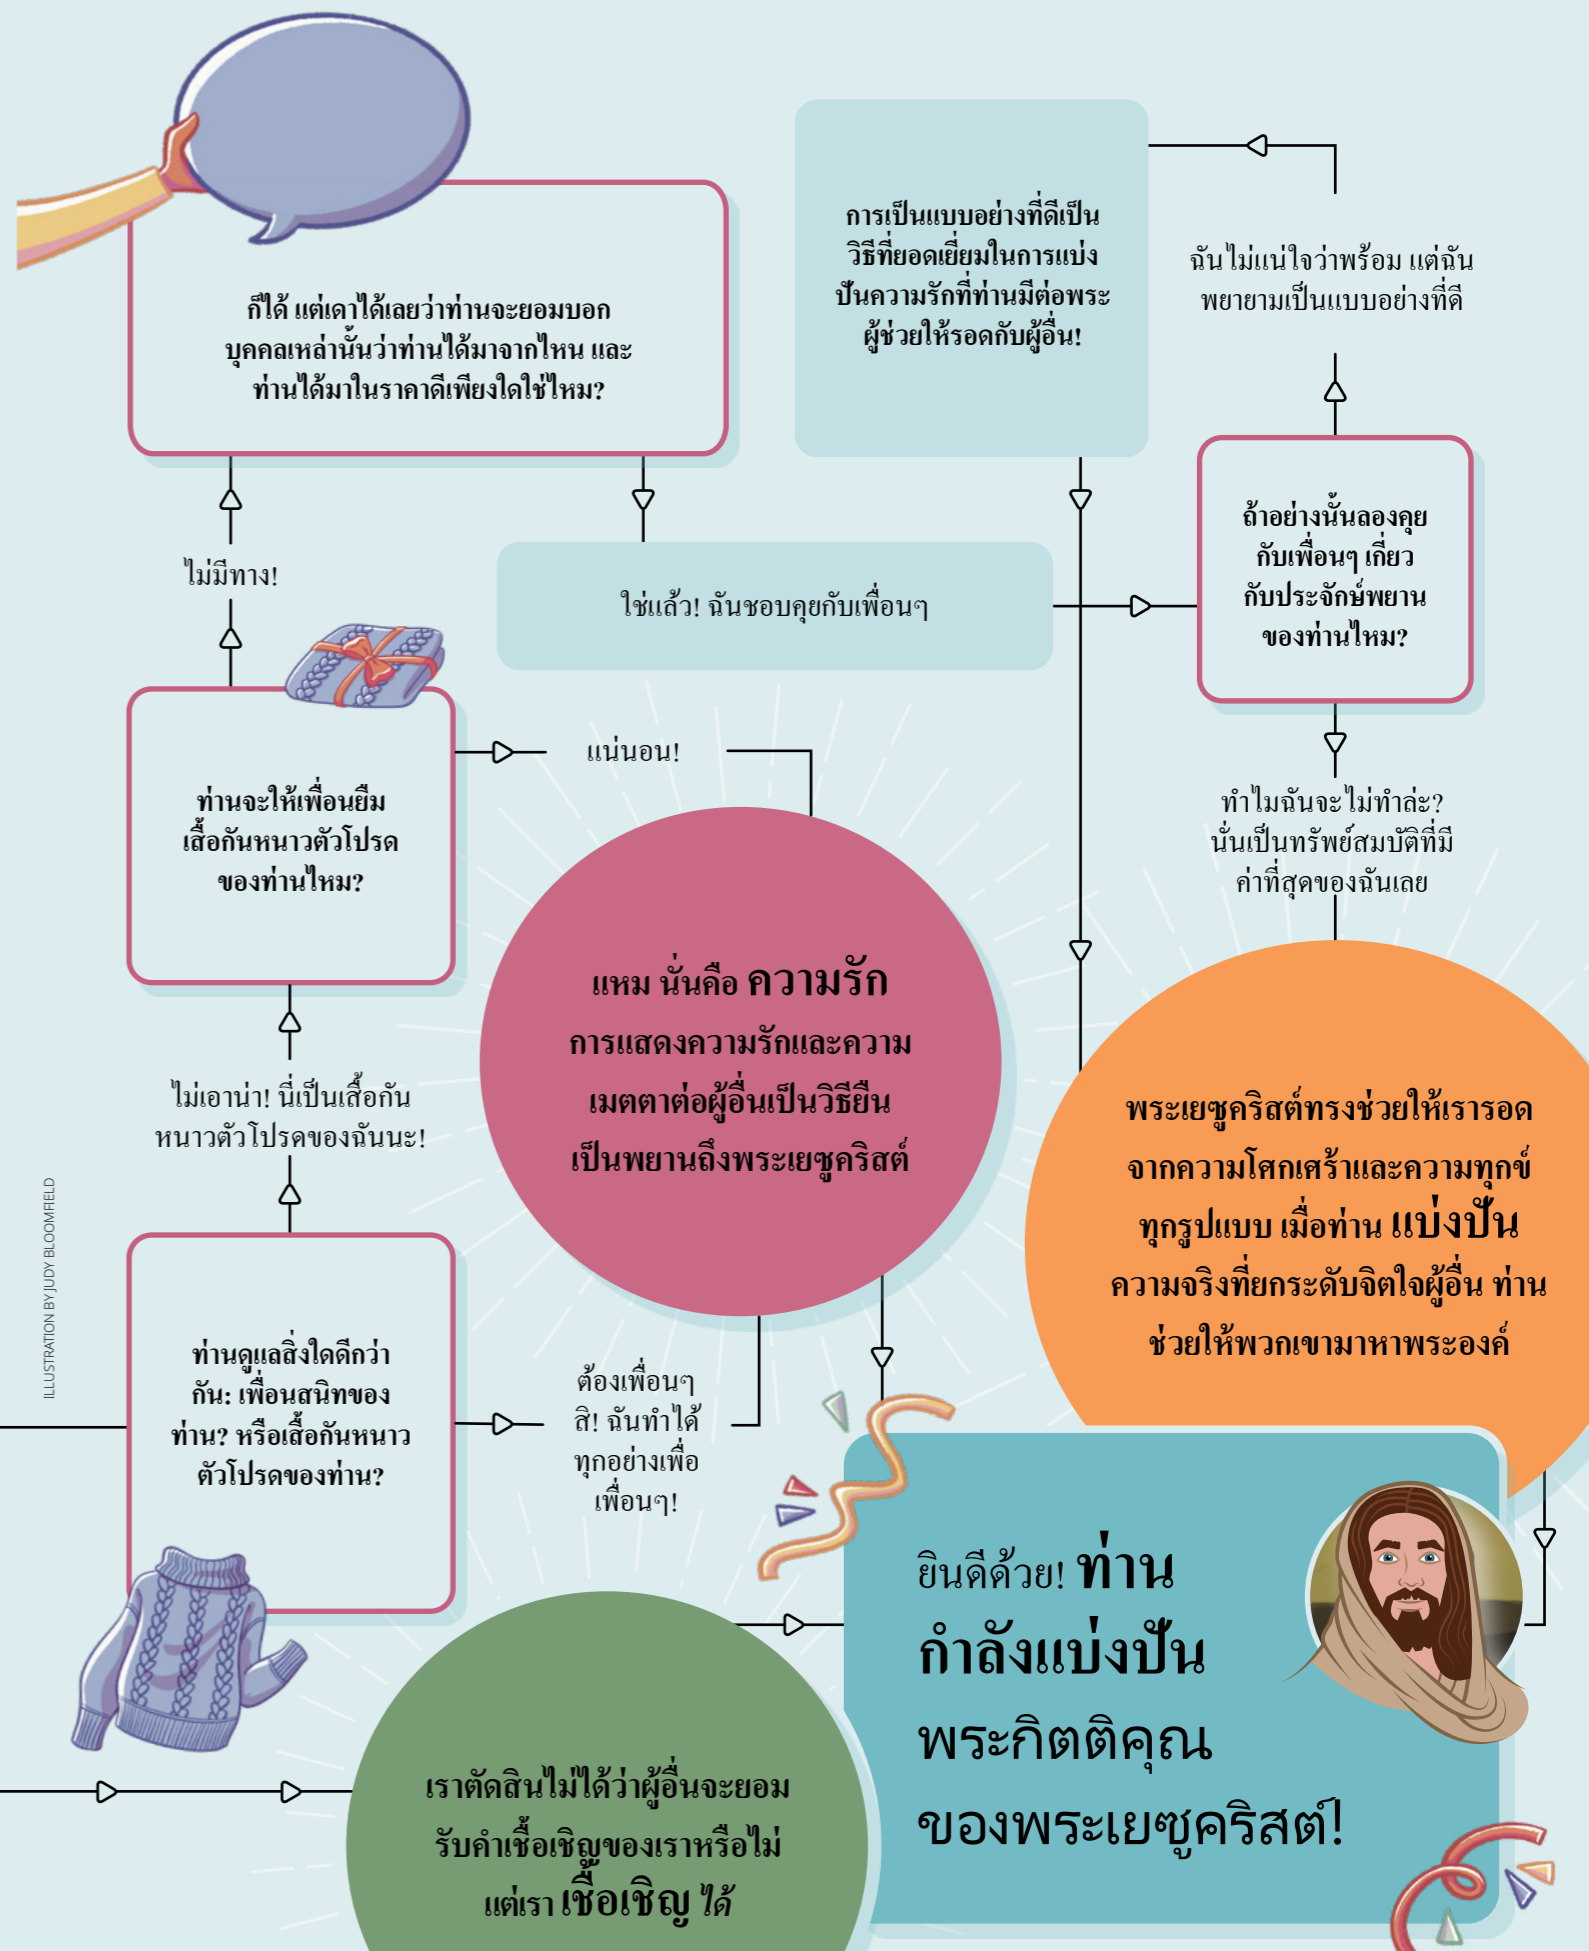 ก็ได้ แต่เดาได้เลยว่าท่านจะยอมบอก
บุคคลเหล่านั้นว่าท่านได้มาจากไหน และ
ท่านได้มาในราคาดีเพียงใดใช่ไหม?
การเป็นแบบอย่างที่ดีเป็น
วิธีที่ยอดเยี่ยมในการแบ่ง
ปันความรักที่ท่านมีต่อพระ
ผู้ช่วยให้รอดกับผู้อื่น!
ฉันไม่แน่ใจว่าพร้อม แต่ฉัน
พยายามเป็นแบบอย่างที่ดี
ไม่มีทาง!
ใช่แล้ว! ฉันชอบคุยกับเพื่อนๆ
ถ้าอย่างนั้นลองคุย
กับเพื่อนๆ เกี่ยว
กับประจักษ์พยาน
ของท่านไหม?
ท่านจะให้เพื่อนยืม
เสื้อกันหนาวตัวโปรด
ของท่านไหม?
แน่นอน!
ทำไมฉันจะไม่ทำล่ะ?
นั่นเป็นทรัพย์สมบัติที่มี
ค่าที่สุดของฉันเลย
แหม นั่นคือ ความรัก
การแสดงความรักและความ
เมตตาต่อผู้อื่นเป็นวิธียืน
เป็นพยานถึงพระเยซูคริสต์
ไม่เอาน่า! นี่เป็นเสื้อกัน
หนาวตัวโปรดของฉันนะ!
พระเยซูคริสต์ทรงช่วยให้เรารอด
จากความโศกเศร้าและความทุกข์
ทุกรูปแบบ เมื่อท่าน แบ่งปัน
ความจริงที่ยกระดับจิตใจผู้อื่น ท่าน
ช่วยให้พวกเขามาหาพระองค์
ILLUSTRATION BY JUDY BLOOMFIELD
ท่านดูแลสิ่งใดดีกว่า
กัน: เพื่อนสนิทของ
ท่าน? หรือเสื้อกันหนาว
ตัวโปรดของท่าน?
ต้องเพื่อนๆ
สิ! ฉันทำได้
ทุกอย่างเพื่อ
เพื่อนๆ!
ยินดีด้วย! ท่าน
กำลังแบ่งปัน
พระกิตติคุณ
ของพระเยซูคริสต์!
เราตัดสินไม่ได้ว่าผู้อื่นจะยอม
รับคำเชื้อเชิญของเราหรือไม่
แต่เรา เชื้อเชิญ ได้